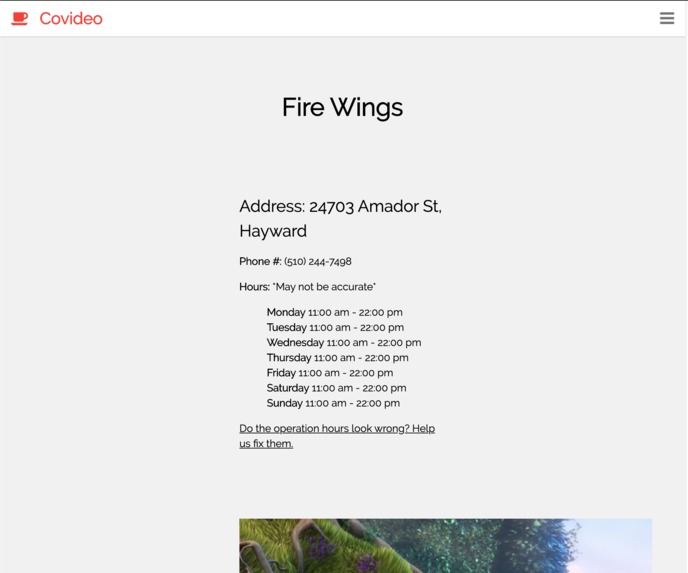 Covideo
Fire Wings
Address: 24703 Amador St,
Hayward
Phone #: (510) 244-7498
Hours: "May not be accurate"
Monday 11:00 am - 22:00 pm
Tuesday 11:00 am - 22:00 pm
Wednesday 11:00 am - 22:00 pm
Thursday 11:00 am - 22:00 pm
Friday 11:00 am - 22:00 pm
Saturday 11:00 am - 22:00 pm
Sunday 11:00 am - 22:00 pm
Do the operation hours look wrong? Help
us fix them.